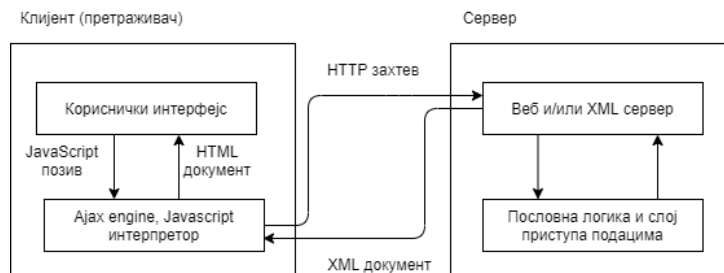 Клијент (претраживач)
Сервер
HTTP захтев
Кориснички интерфејс
Веб и/или XML сервер
JavaScript
позив
HTML
документ
Ajax engine, Javascript
интерпретор
Пословна логика и слој
приступа подацима
XML документ